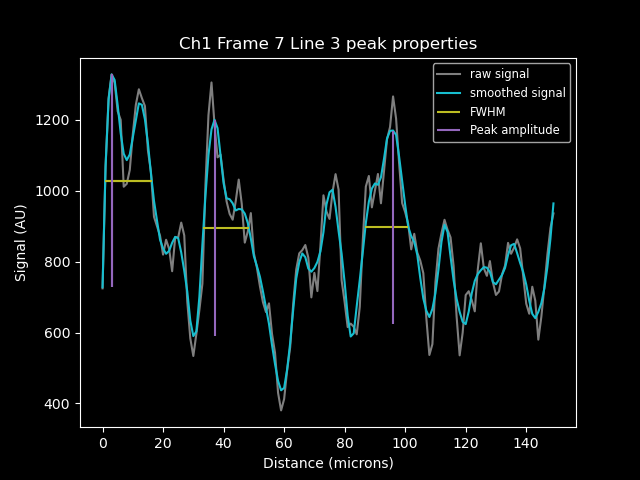 Ch1 Frame 7 Line 3 peak properties
raw signal
smoothed signal
FWHM
Peak amplitude
Signal (AU)
1200
1000
800
600
400
0 20 40 60 80 100 120 140
Distance (microns)